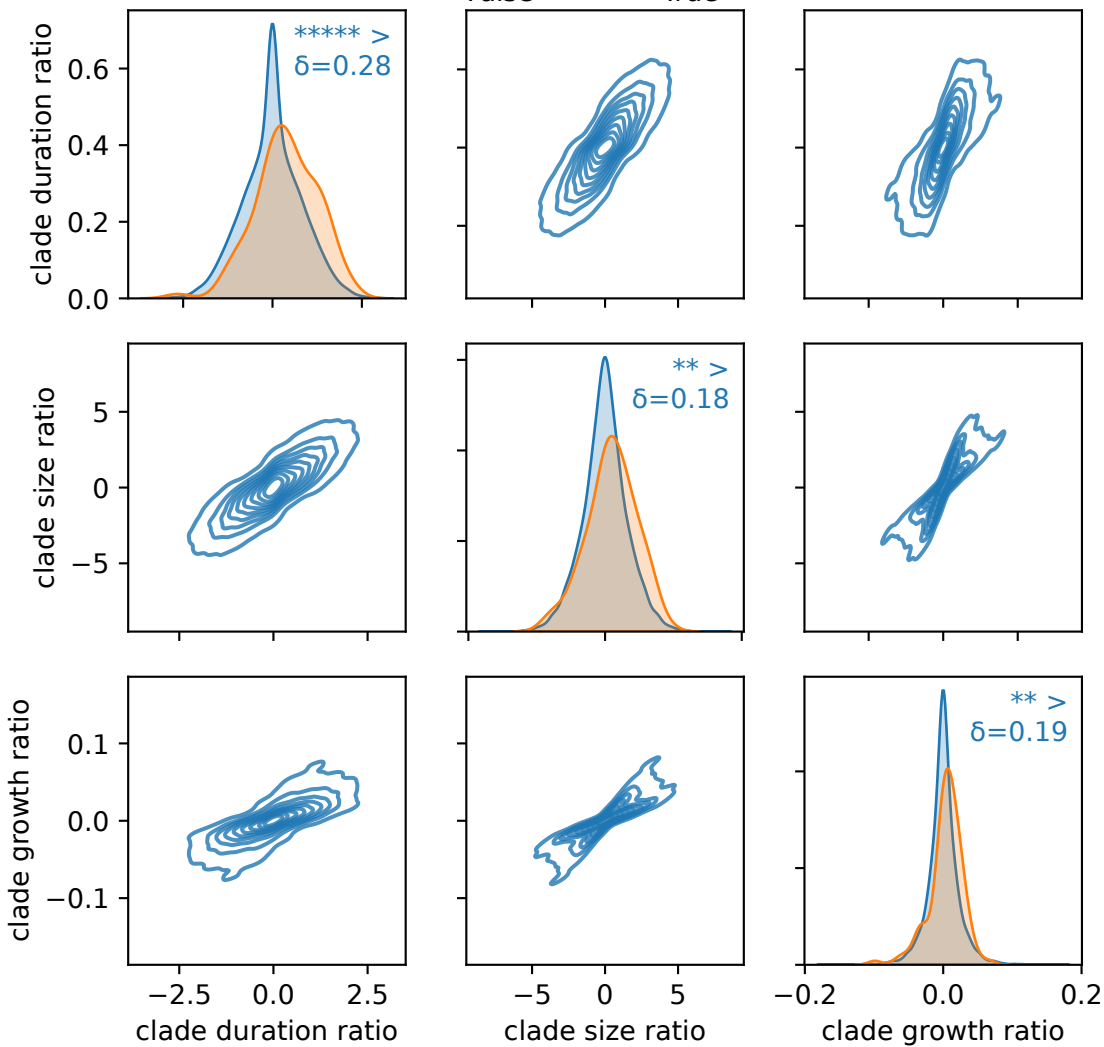 ***** >
δ=0.28
clade duration ratio
0.6
0.4
0.2
0.0
** >
δ=0.18
clade size ratio
5
0
−5
** >
δ=0.19
clade growth ratio
0.1
0.0
−0.1
−2.5 0.0 2.5 −5 0 5 −0.2 0.0 0.2
clade duration ratio clade size ratio clade growth ratio